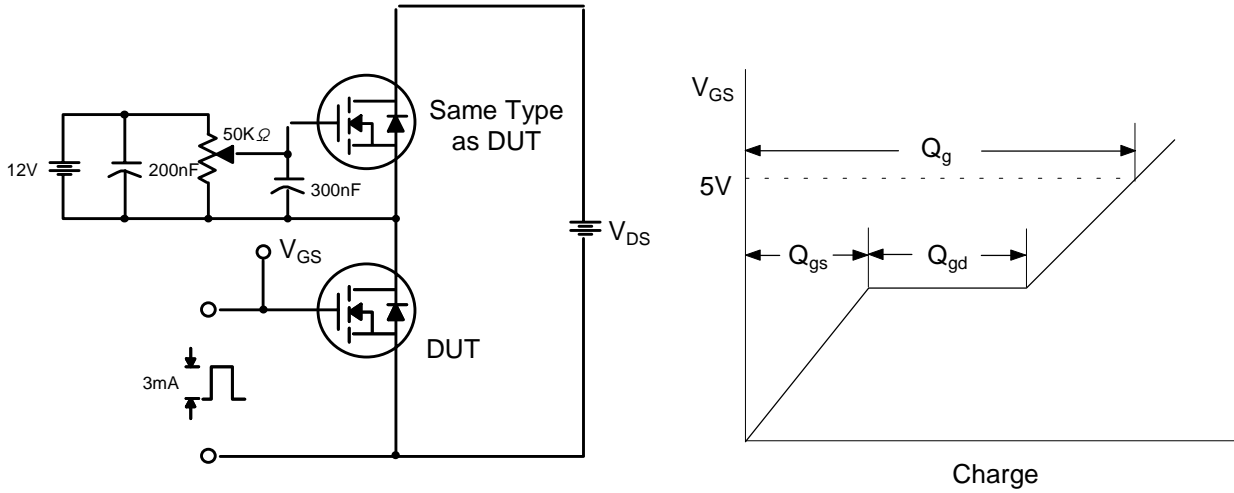 12V
200nF
50KΩ
300nF
Same Type
as DUT
V_GS
DUT
3mA
V_DS
V_GS
Q_g
5V
Q_gs
Q_gd
Charge